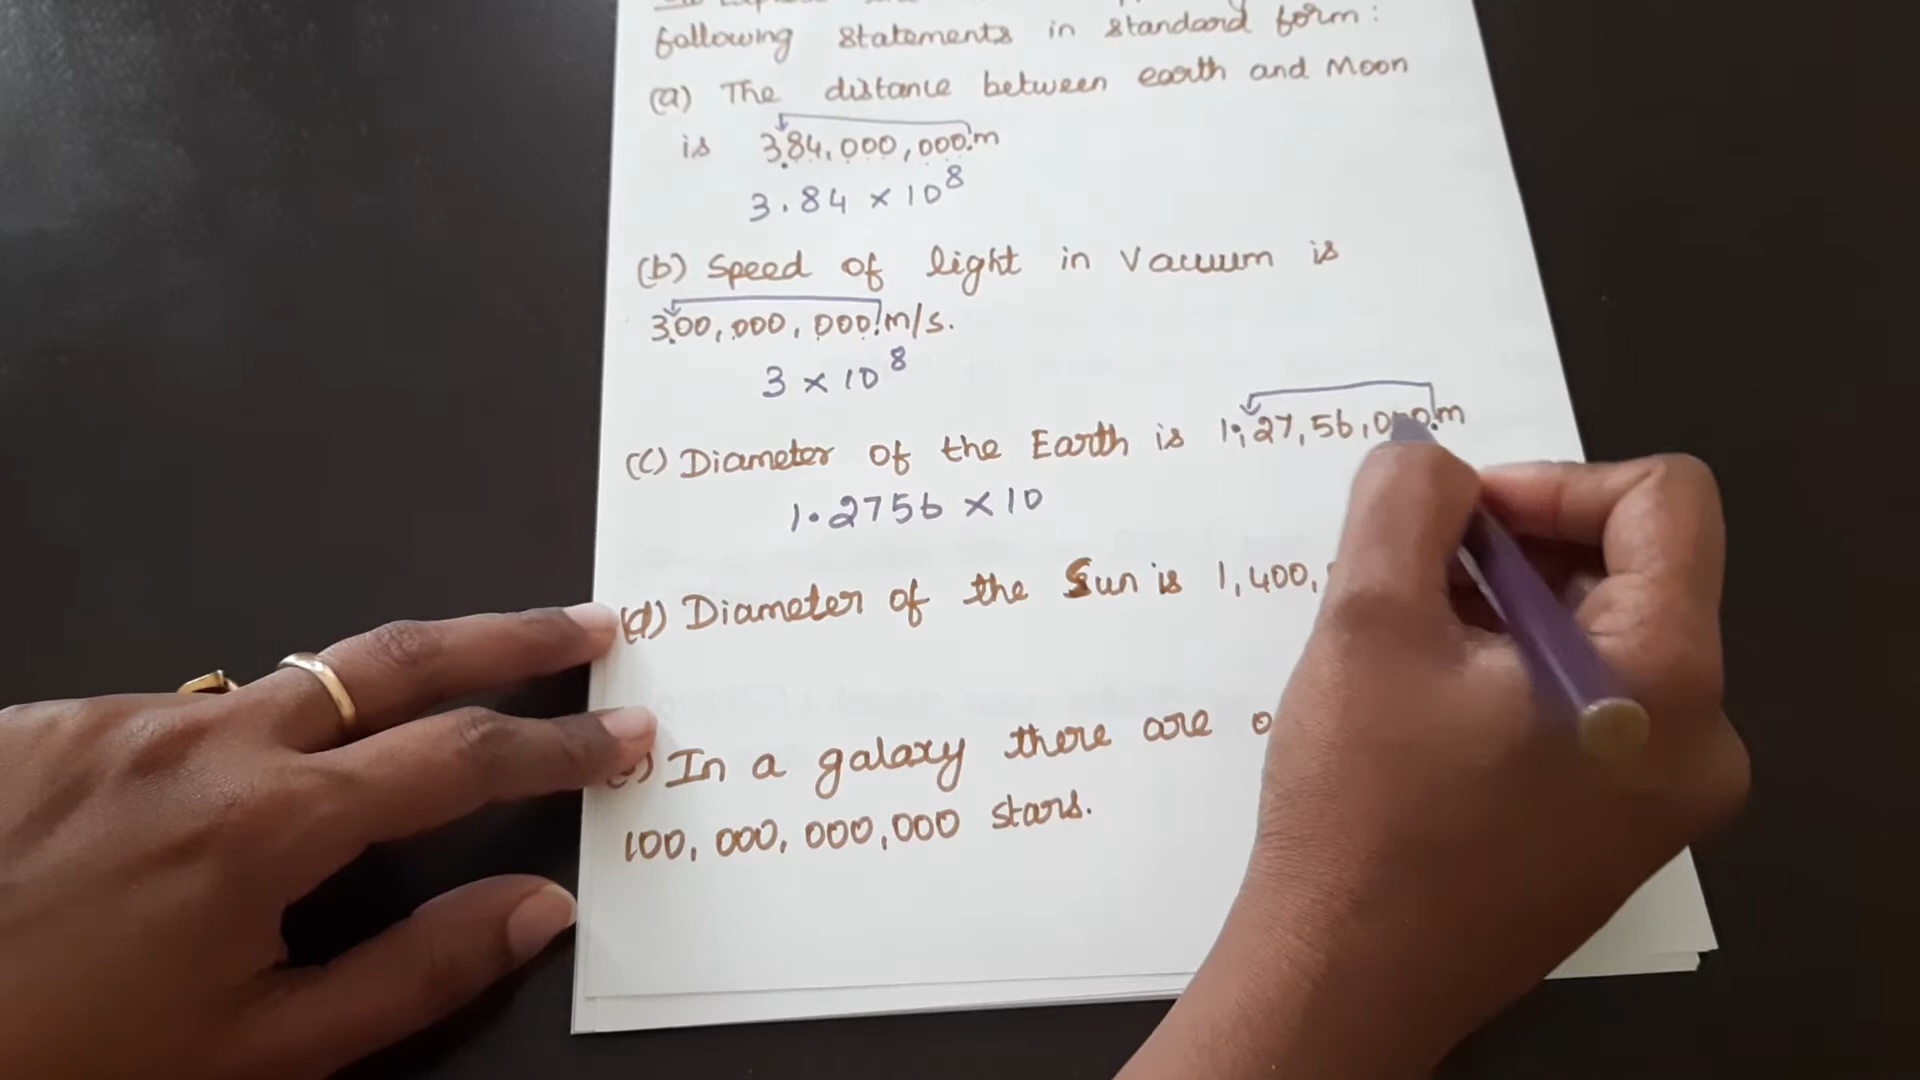 following statements in standard form:
(a) The distance between earth and Moon
is 384,000,000.m
3.84 × 10⁸
(b) Speed of light in Vacuum is
300,000,000.m/s.
3 × 10⁸
(c) Diameter of the Earth is 1,27,56,000.m
1.2756 × 10
(d) Diameter of the Sun is 1,400,
In a galaxy there are
100,000,000,000 stars.